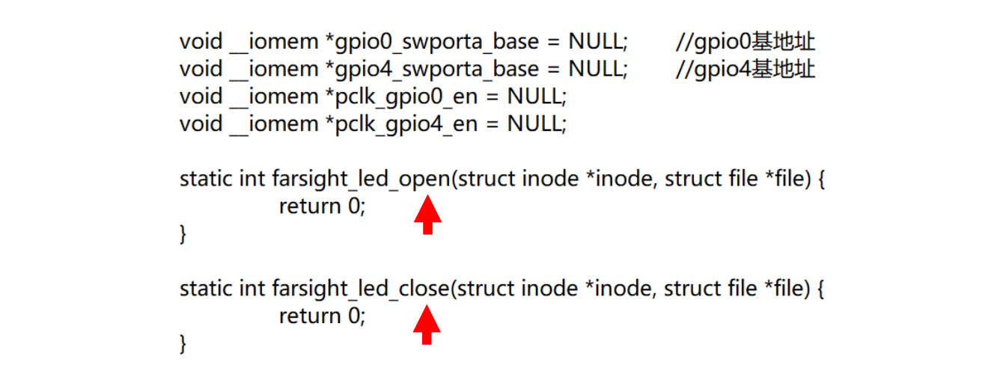 void __iomem *gpio0_swporta_base = NULL; //gpio0基地址
void __iomem *gpio4_swporta_base = NULL; //gpio4基地址
void __iomem *pclk_gpio0_en = NULL;
void __iomem *pclk_gpio4_en = NULL;
static int farsight_led_open(struct inode *inode, struct file *file) {
return 0;
}
static int farsight_led_close(struct inode *inode, struct file *file) {
return 0;
}